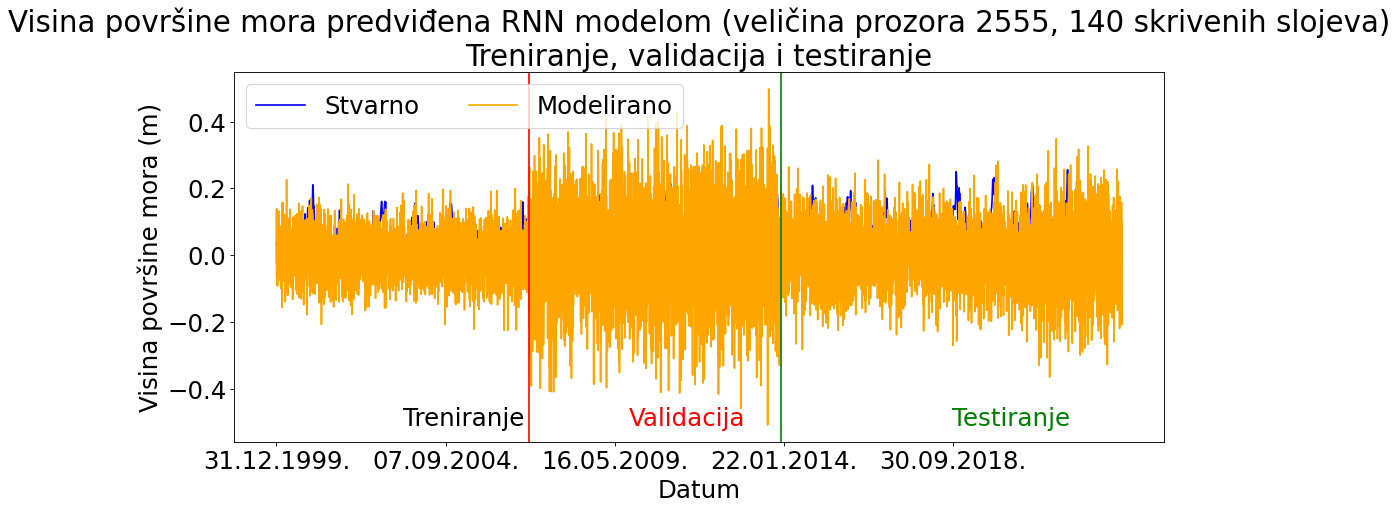 Visina površine mora predviđena RNN modelom (veličina prozora 2555, 140 skrivenih slojeva)
Treniranje, validacija i testiranje
Stvarno
Modelirano
Visina površine mora (m)
0.4
0.2
0.0
−0.2
−0.4
Treniranje
Validacija
Testiranje
31.12.1999.
07.09.2004.
16.05.2009.
22.01.2014.
30.09.2018.
Datum